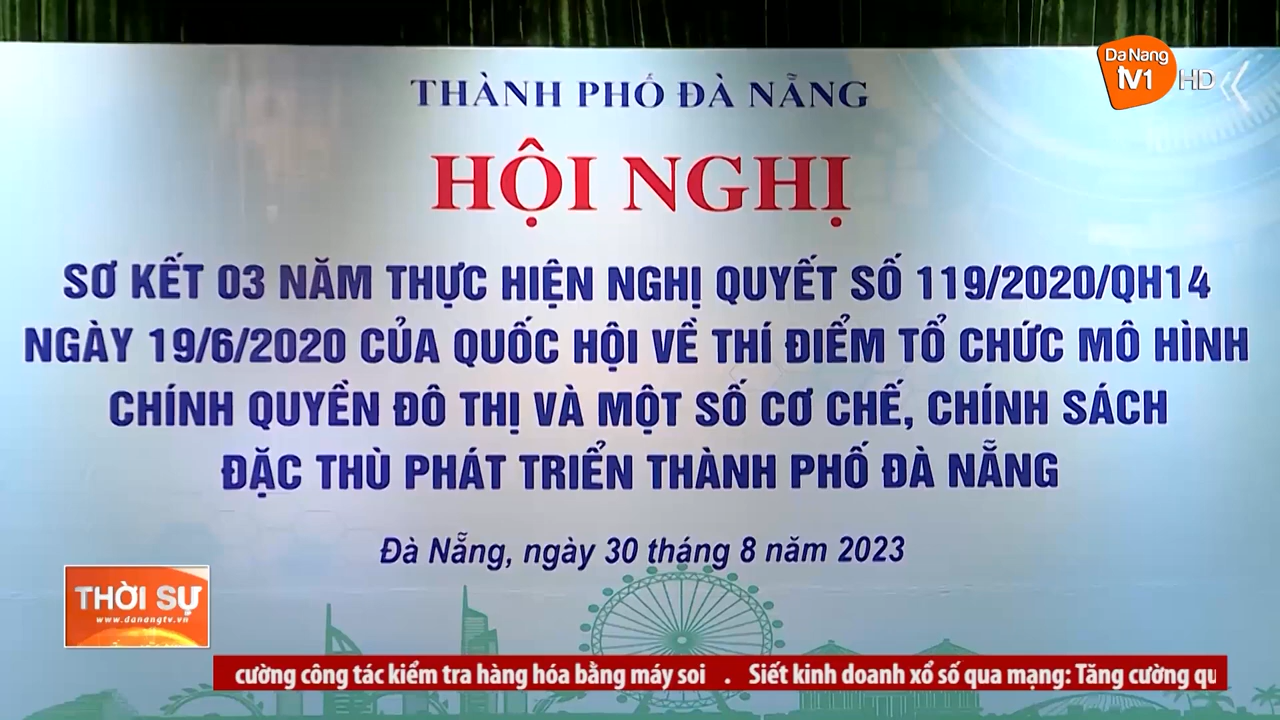 Da Nang
tv1 HD
THÀNH PHỐ ĐÀ NẴNG
HỘI NGHỊ
SƠ KẾT 03 NĂM THỰC HIỆN NGHỊ QUYẾT SỐ 119/2020/QH14
NGÀY 19/6/2020 CỦA QUỐC HỘI VỀ THÍ ĐIỂM TỔ CHỨC MÔ HÌNH
CHÍNH QUYỀN ĐÔ THỊ VÀ MỘT SỐ CƠ CHẾ, CHÍNH SÁCH
ĐẶC THÙ PHÁT TRIỂN THÀNH PHỐ ĐÀ NẴNG
Đà Nẵng, ngày 30 tháng 8 năm 2023
THỜI SỰ
www.danangtv.vn
cường công tác kiểm tra hàng hóa bằng máy soi . Siết kinh doanh xổ số qua mạng: Tăng cường qu